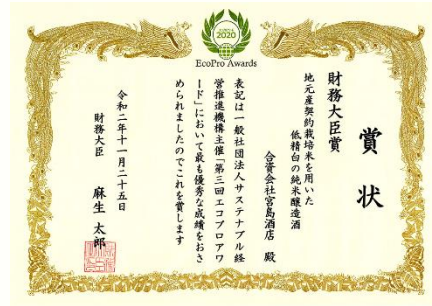 2020
EcoPro Awards
賞状
財務大臣賞
地元産契約栽培米を用いた
低精白の純米醸造酒
合資会社宮島酒店 殿
表記は一般社団法人サステナブル経
営推進機構主催「第三回エコプロアワ
ード」において最も優秀な成績をおさ
められましたのでこれを賞します
令和二年十一月二十五日
財務大臣 麻生 太郎